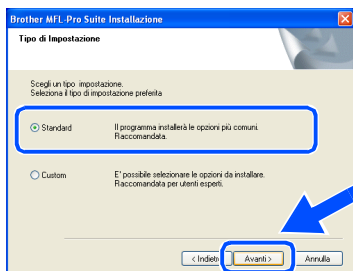 Brother MFL-Pro Suite Installazione
Tipo di Impostazione
Scegli un tipo impostazione.
Seleziona il tipo di impostazione preferita
Standard
Il programma installerà le opzioni più comuni.
Raccomandata.
Custom
E' possibile selezionare le opzioni da installare.
Raccomandata per utenti esperti.
< Indietro Avanti > Annulla